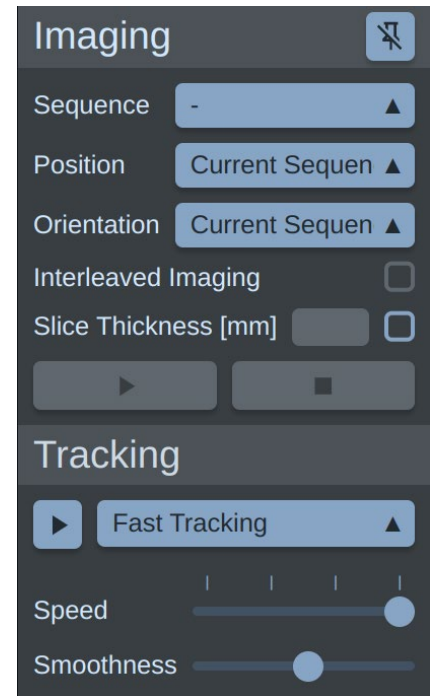 Imaging
Sequence -
Position Current Sequen
Orientation Current Sequen
Interleaved Imaging
Slice Thickness [mm]
Tracking
Fast Tracking
Speed
Smoothness